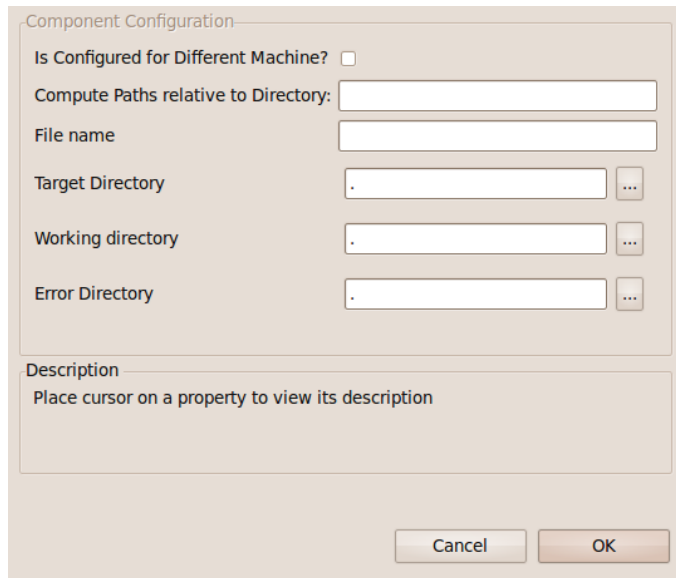 Component Configuration
Is Configured for Different Machine?
Compute Paths relative to Directory:
File name
Target Directory . ...
Working directory . ...
Error Directory . ...
Description
Place cursor on a property to view its description
Cancel OK